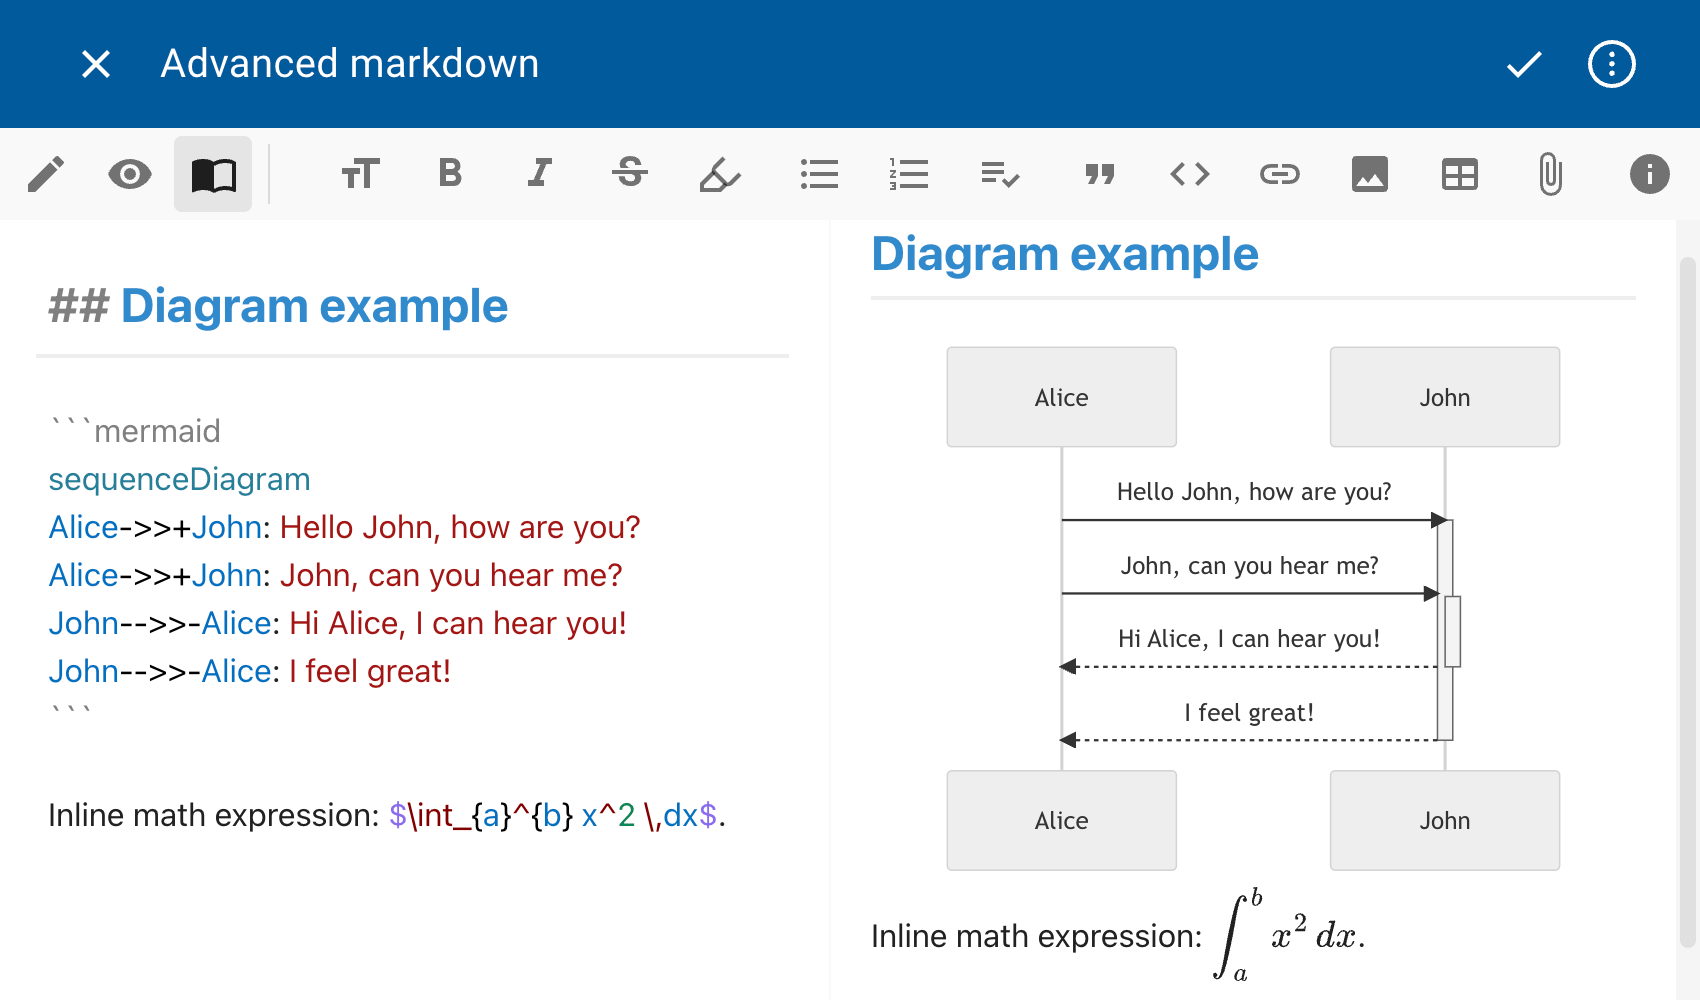 Advanced markdown
## Diagram example
```mermaid
sequenceDiagram
Alice->>+John: Hello John, how are you?
Alice->>+John: John, can you hear me?
John-->>-Alice: Hi Alice, I can hear you!
John-->>-Alice: I feel great!
```
Inline math expression: $\int_{a}^{b} x^2 \,dx$.
Diagram example
Alice John
Hello John, how are you?
John, can you hear me?
Hi Alice, I can hear you!
I feel great!
Alice John
Inline math expression: ∫_a^b x² dx.